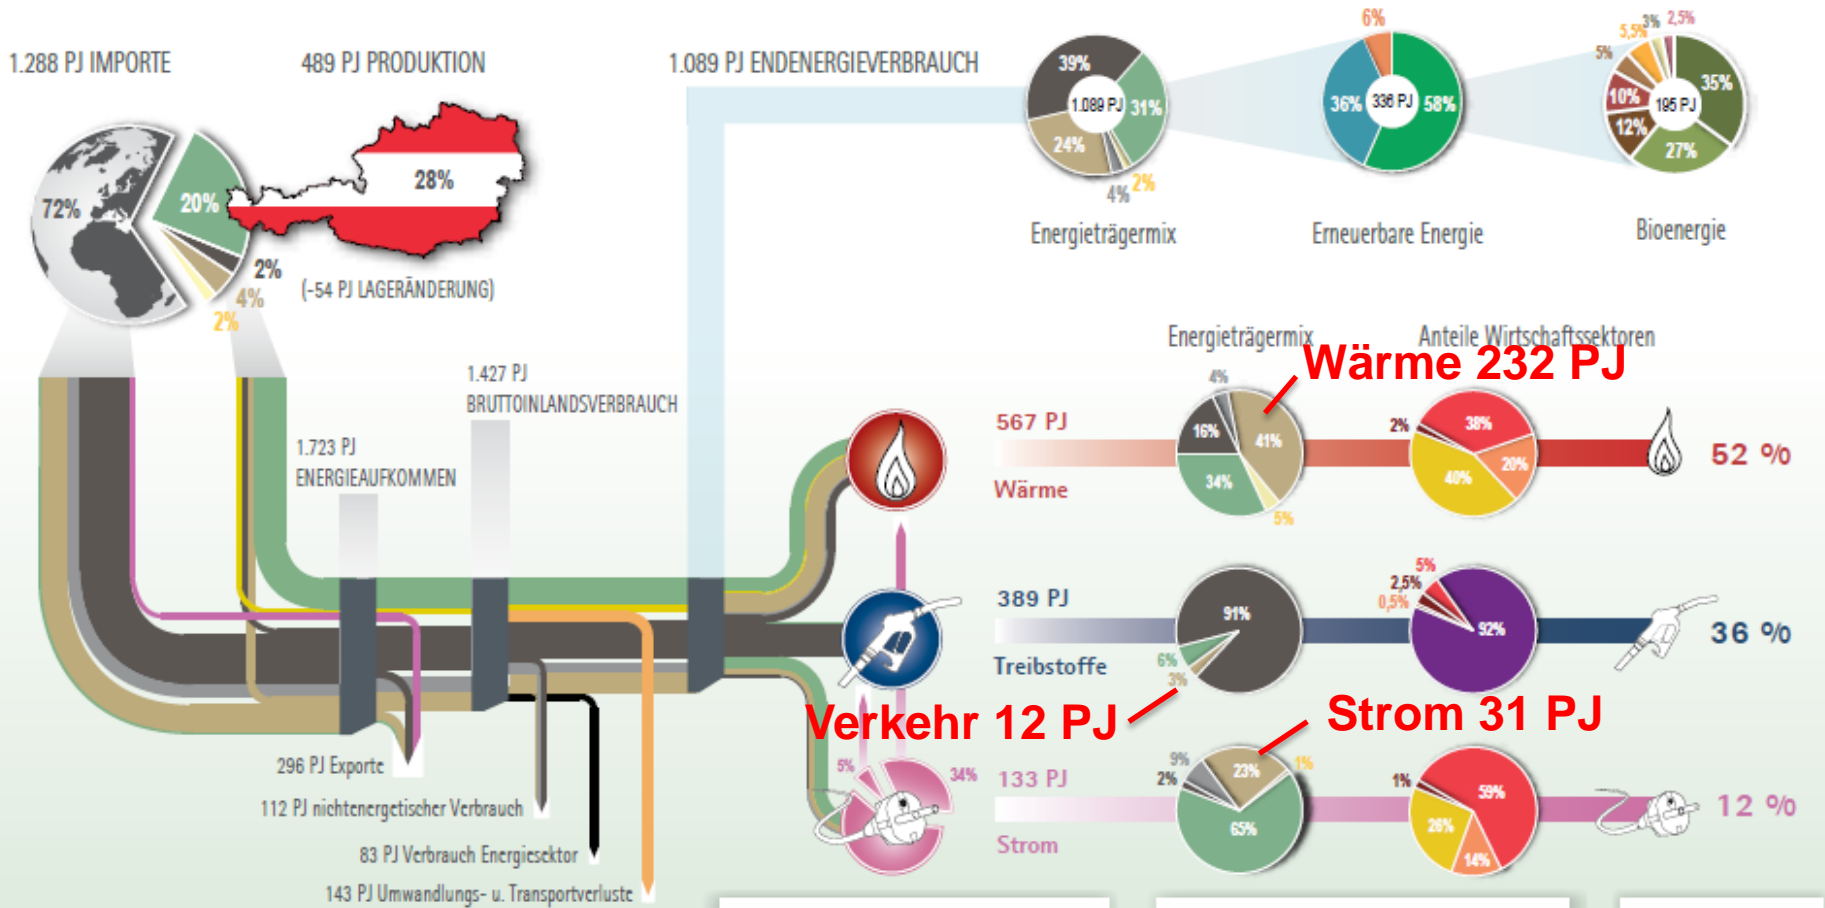 1.288 PJ IMPORTE
489 PJ PRODUKTION
1.089 PJ ENDENERGIEVERBRAUCH
72%
20%
2%
4%
2%
28%
(-54 PJ LAGERÄNDERUNG)
39%
31%
24%
4%
2%
1.089 PJ
Energieträgermix
6%
36%
58%
336 PJ
Erneuerbare Energie
5%
5,5%
3%
2,5%
35%
10%
12%
27%
195 PJ
Bioenergie
1.723 PJ
ENERGIEAUFKOMMEN
1.427 PJ
BRUTTOINLANDSVERBRAUCH
Energieträgermix
Anteile Wirtschaftssektoren
Wärme 232 PJ
567 PJ
Wärme
4%
16%
41%
34%
5%
2%
38%
20%
40%
52 %
389 PJ
Treibstoffe
91%
6%
3%
5%
2,5%
0,5%
92%
36 %
Verkehr 12 PJ
Strom 31 PJ
5%
34%
133 PJ
Strom
9%
2%
23%
1%
65%
1%
59%
26%
14%
12 %
296 PJ Exporte
112 PJ nichtenergetischer Verbrauch
83 PJ Verbrauch Energiesektor
143 PJ Umwandlungs- u. Transportverluste